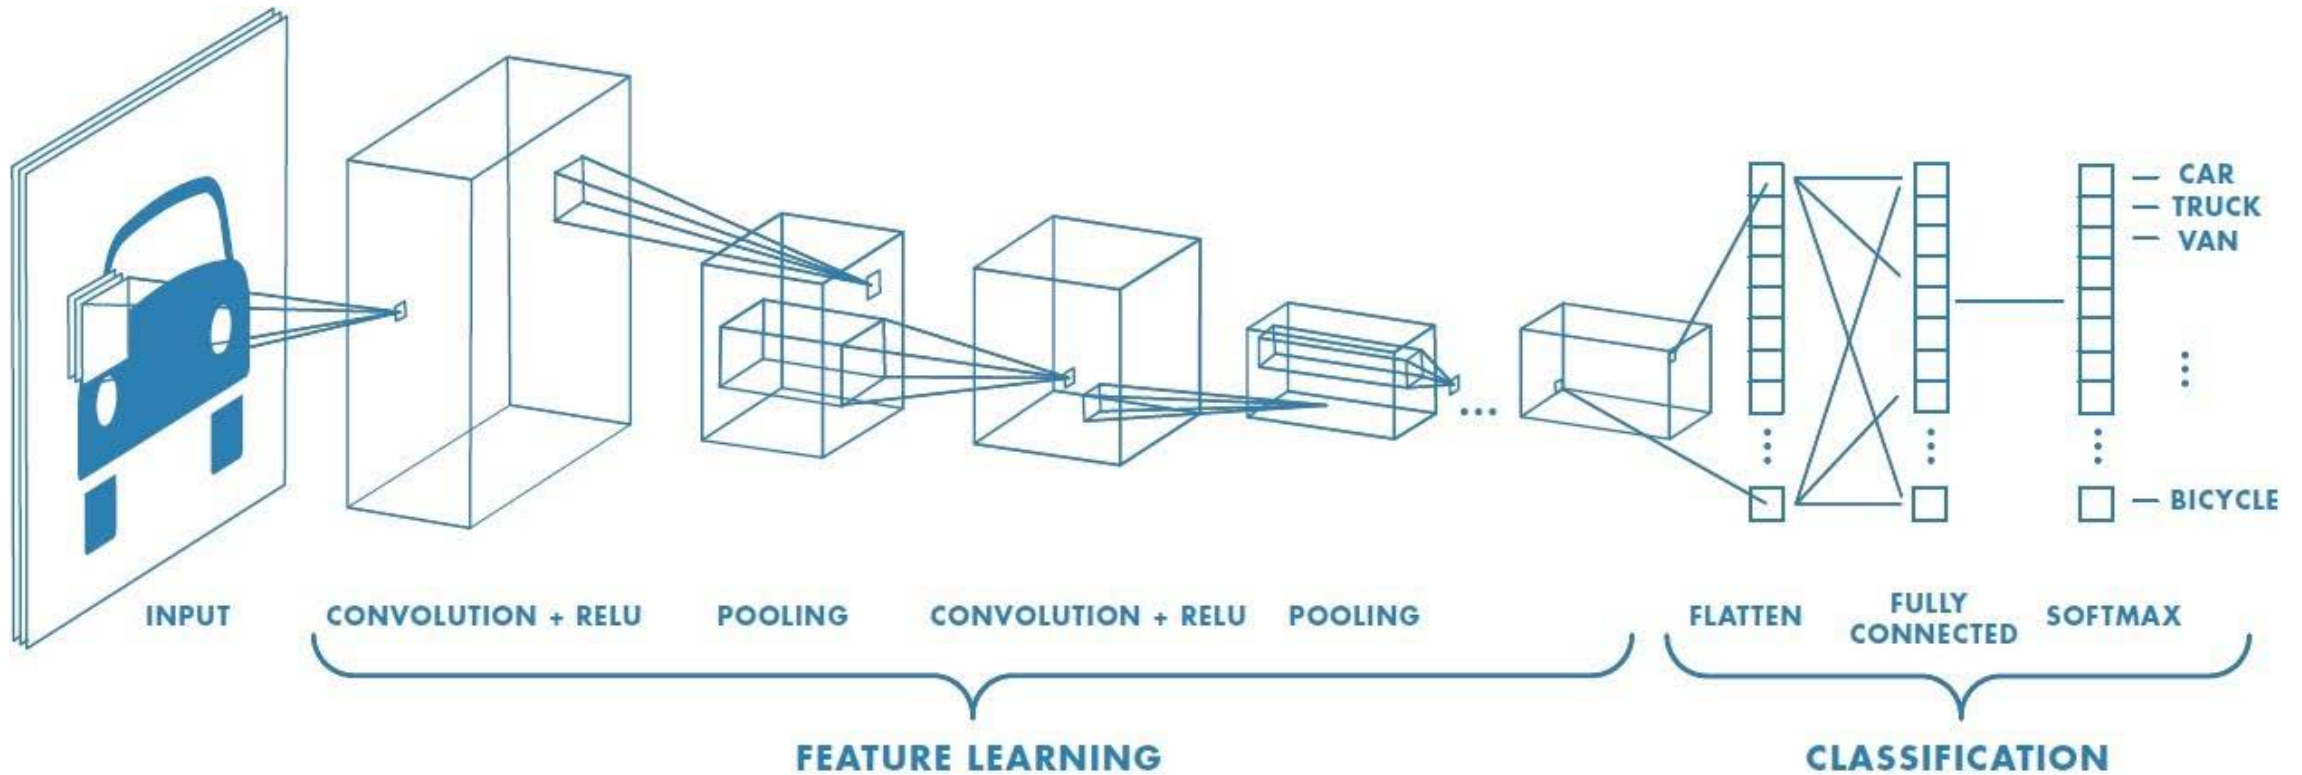 CAR
TRUCK
VAN
BICYCLE
INPUT
CONVOLUTION + RELU
POOLING
CONVOLUTION + RELU
POOLING
FLATTEN
FULLY
CONNECTED
SOFTMAX
FEATURE LEARNING
CLASSIFICATION